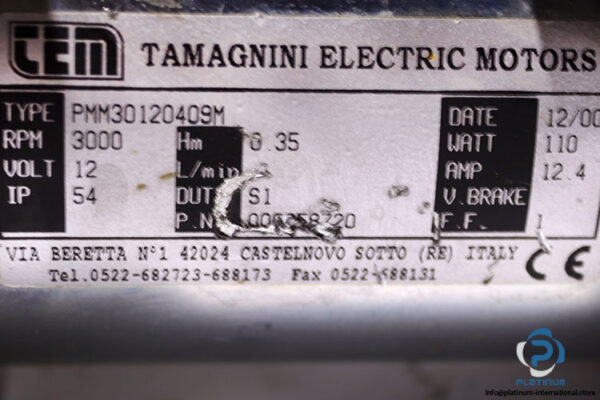 TEM TAMAGNINI ELECTRIC MOTORS
TYPE PMM30120409M DATE 12/00
RPM 3000 Hm 0.35 WATT 110
VOLT 12 L/min AMP 12.4
IP 54 DUT S1 V.BRAKE
P.N. F.F. 1
VIA BERETTA N°1 42024 CASTELNOVO SOTTO (RE) ITALY CE
Tel.0522-682723-688173 Fax 0522-688131
PLATINUM
info@platinum-international.store